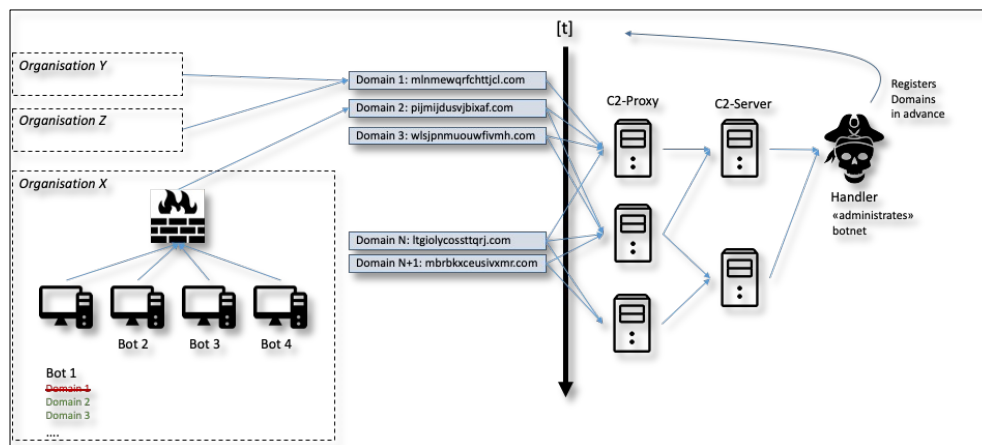 [t]
Organisation Y
Organisation Z
Organisation X
Domain 1: mlnmewqrfchttjcl.com
Domain 2: pijmijdusvjbixaf.com
Domain 3: wlsjpnmuouwfivmh.com
Domain N: ltgiolycossttqrj.com
Domain N+1: mbrbkxceusivxmr.com
C2-Proxy
C2-Server
Registers
Domains
in advance
Handler
«administrates»
botnet
Bot 2
Bot 3
Bot 4
Bot 1
Domain 1
Domain 2
Domain 3
....